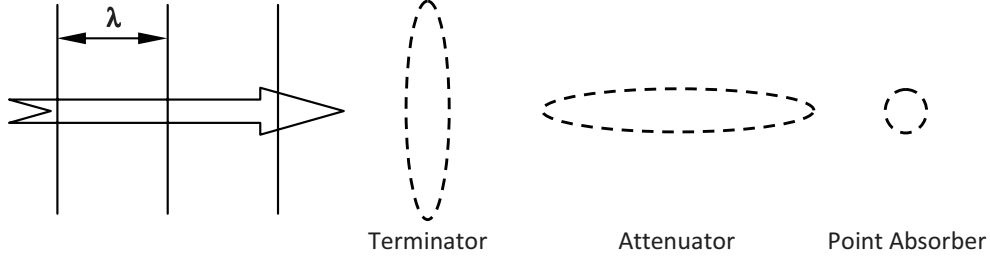 λ
Terminator
Attenuator
Point Absorber